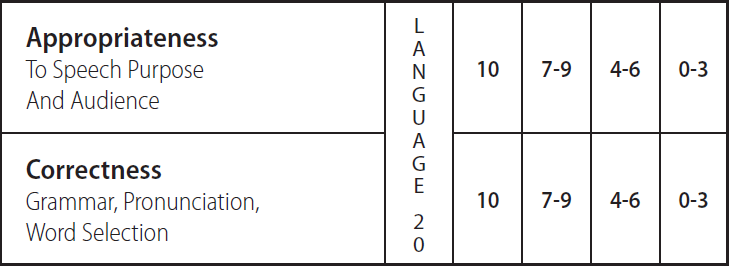 Appropriateness
To Speech Purpose
And Audience
LANGUAGE 20
10 7-9 4-6 0-3
Correctness
Grammar, Pronunciation,
Word Selection
10 7-9 4-6 0-3